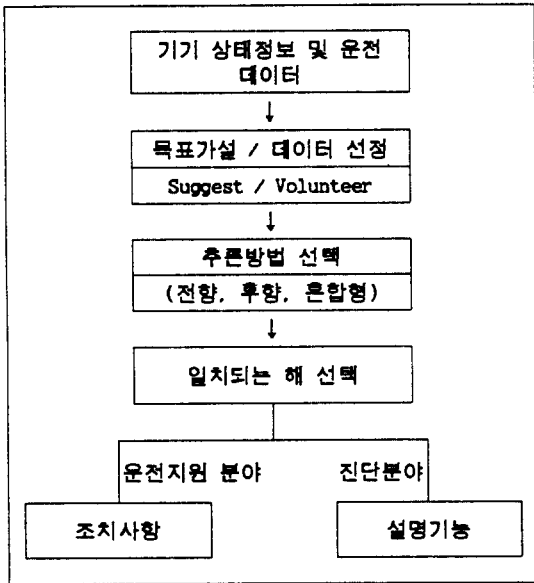 기기 상태정보 및 운전
데이터
↓
목표가설 / 데이터 선정
Suggest / Volunteer
↓
추론방법 선택
(전향, 후향, 혼합형)
↓
일치되는 해 선택
운전지원 분야
진단분야
조치사항
설명기능